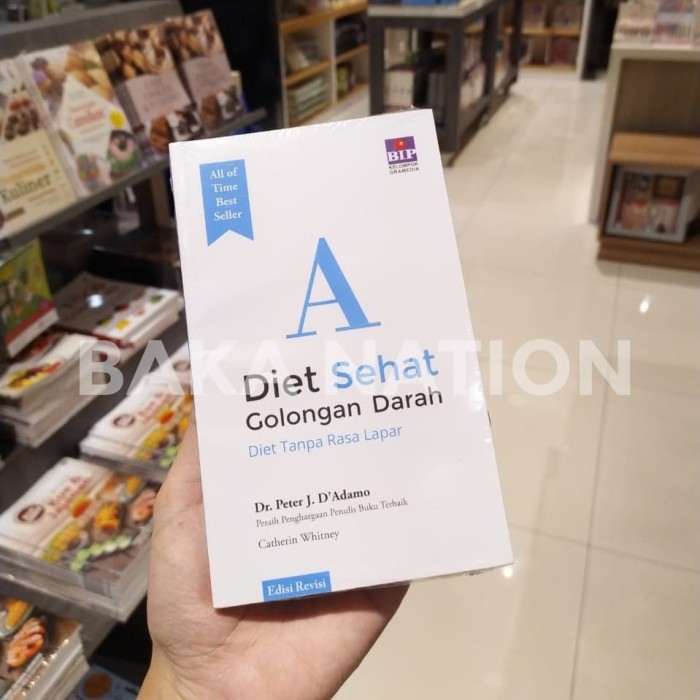 All of
Time
Best
Seller
BIP
KELOMPOK
GRAMEDIA
A
Diet Sehat
Golongan Darah
Diet Tanpa Rasa Lapar
Dr. Peter J. D'Adamo
Peraih Penghargaan Penulis Buku Terbaik
Catherin Whitney
Edisi Revisi
BAKA NATION
Kuliner